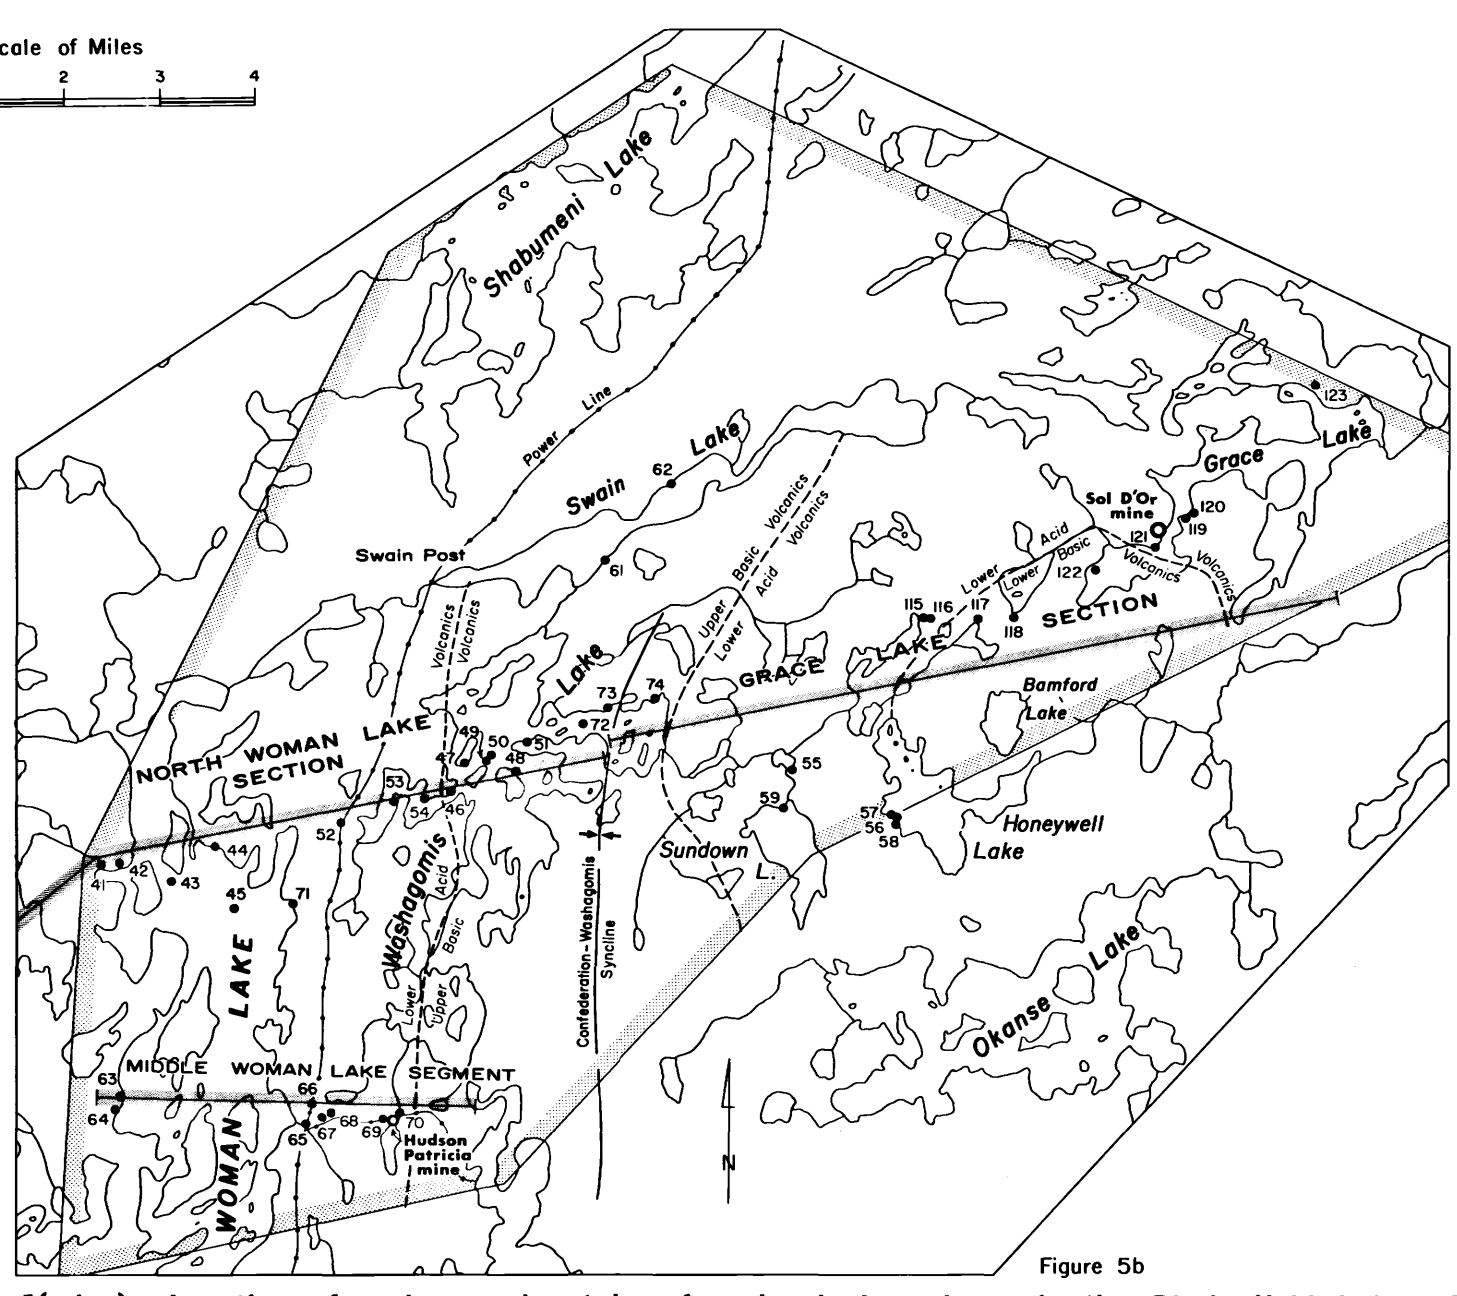 cale of Miles
2 3 4
Shabumeni Lake
Power Line
Swain Lake
62
Swain Post
61
Volcanics
Volcanics
Basic Volcanics
Acid Volcanics
Upper
Lower
123
Grace Lake
Sol D'Or
mine
120
119
121
122
Lower Acid Volcanics
Lower Basic Volcanics
115 116 117
118
GRACE LAKE SECTION
Bamford
Lake
Lake
73 74
72
NORTH WOMAN LAKE
SECTION
49
50
51
47
48
53
54
46
52
55
59
57
56
58
Honeywell
Lake
Sundown
L.
41 42
43
44
45
71
Washagomis
Acid
Basic
Lower
Upper
Confederation-Washagomis
Syncline
WOMAN LAKE
Okanse Lake
MIDDLE WOMAN LAKE SEGMENT
63
64
66
65 67 68 69 70
Hudson
Patricia
mine
N
Figure 5b